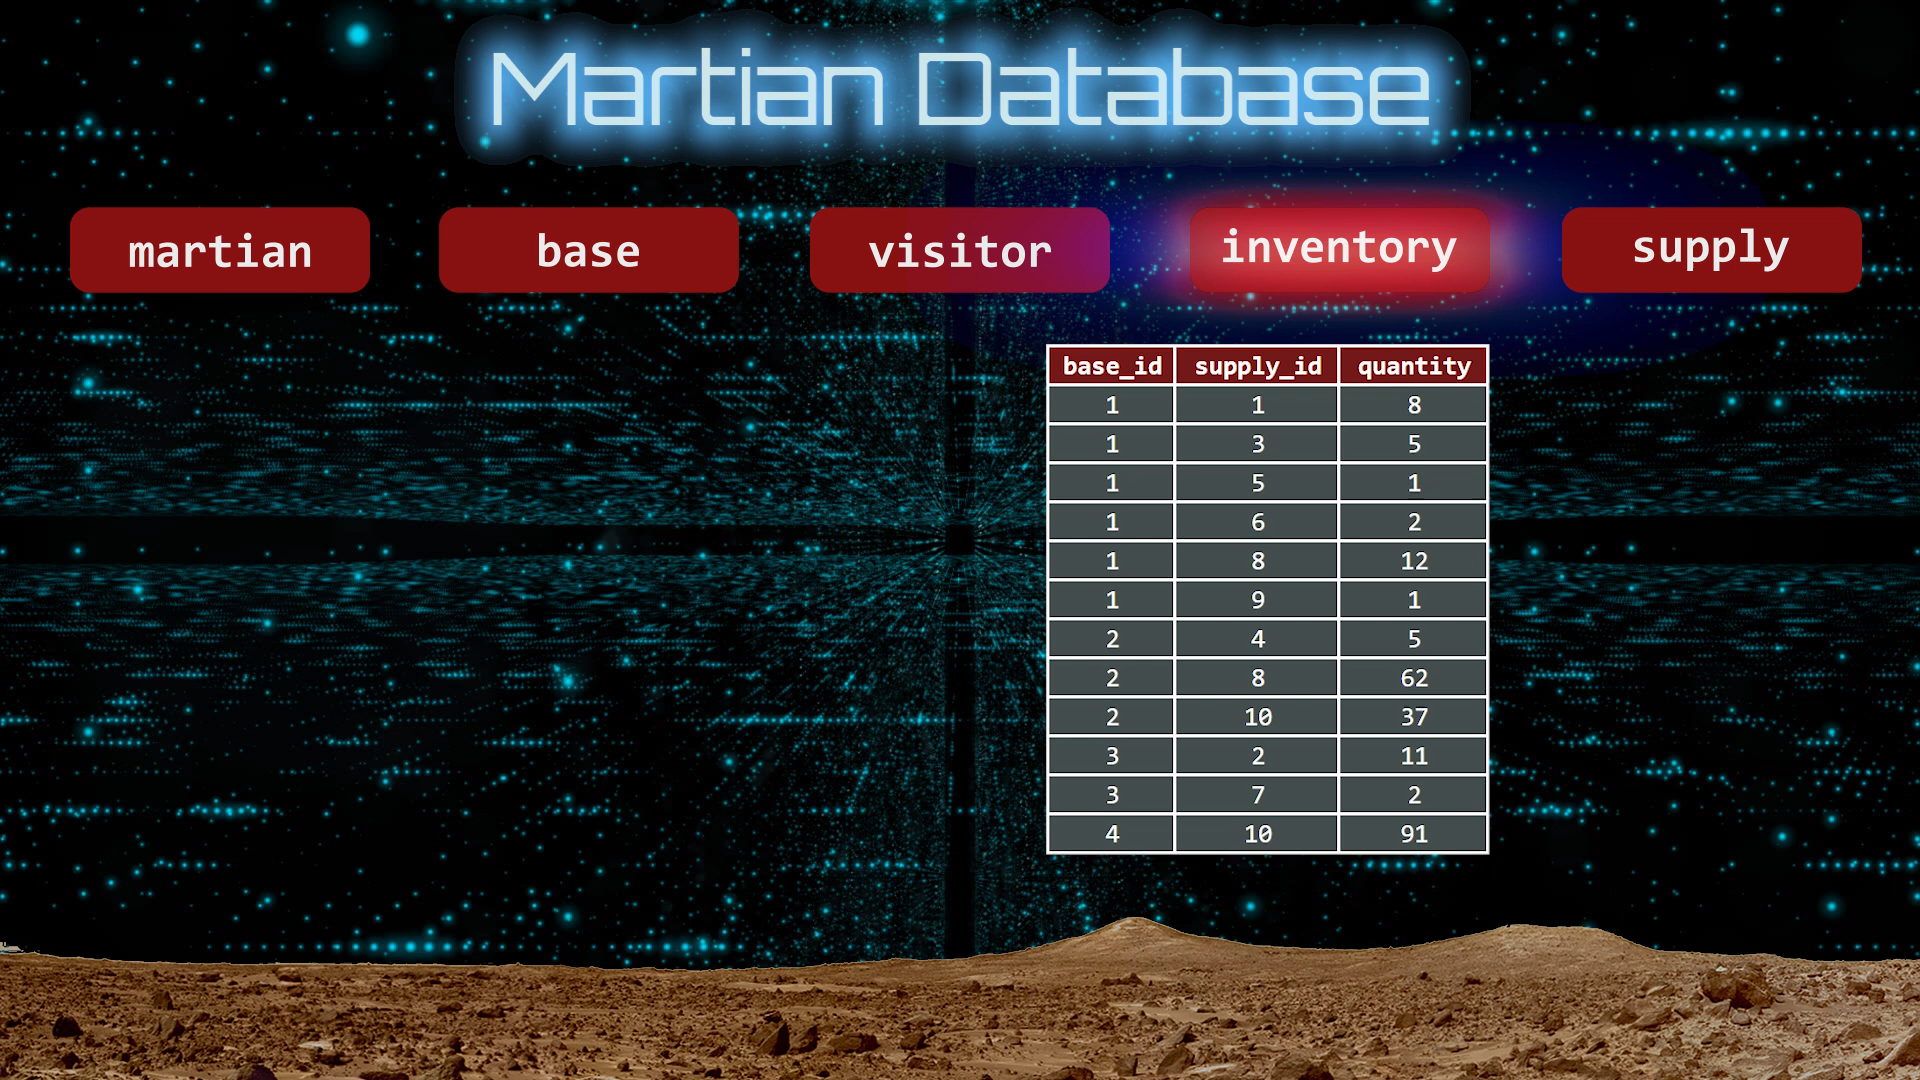 Martian Database
martian base visitor inventory supply
base_id supply_id quantity
1 1 8
1 3 5
1 5 1
1 6 2
1 8 12
1 9 1
2 4 5
2 8 62
2 10 37
3 2 11
3 7 2
4 10 91